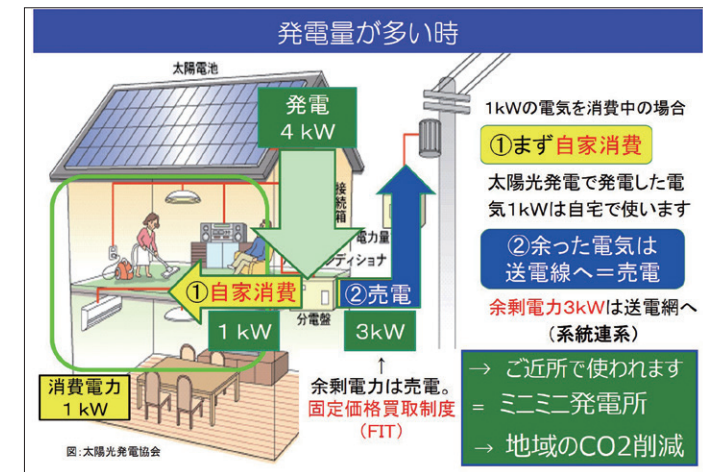 発電量が多い時
太陽電池
発電
4 kW
接続箱
電力量
ディショナ
分電盤
①自家消費
1 kW
②売電
3kW
消費電力
1 kW
↑
余剰電力は売電。
固定価格買取制度
(FIT)
図:太陽光発電協会
1kWの電気を消費中の場合
①まず自家消費
太陽光発電で発電した電
気1kWは自宅で使います
②余った電気は
送電線へ=売電
余剰電力3kWは送電網へ
(系統連系)
→ ご近所で使われます
= ミニミニ発電所
→ 地域のCO2削減